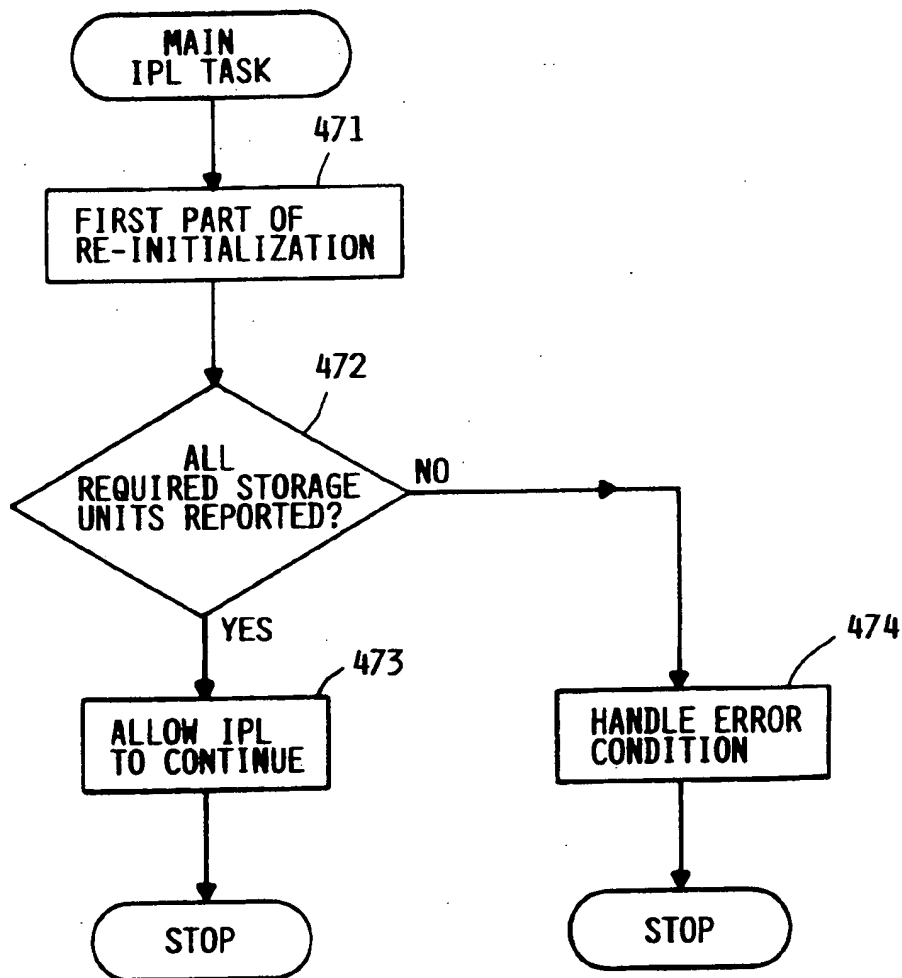 MAIN
IPL TASK
471
FIRST PART OF
RE-INITIALIZATION
472
ALL
REQUIRED STORAGE
UNITS REPORTED?
NO
YES
473
474
ALLOW IPL
TO CONTINUE
HANDLE ERROR
CONDITION
STOP
STOP